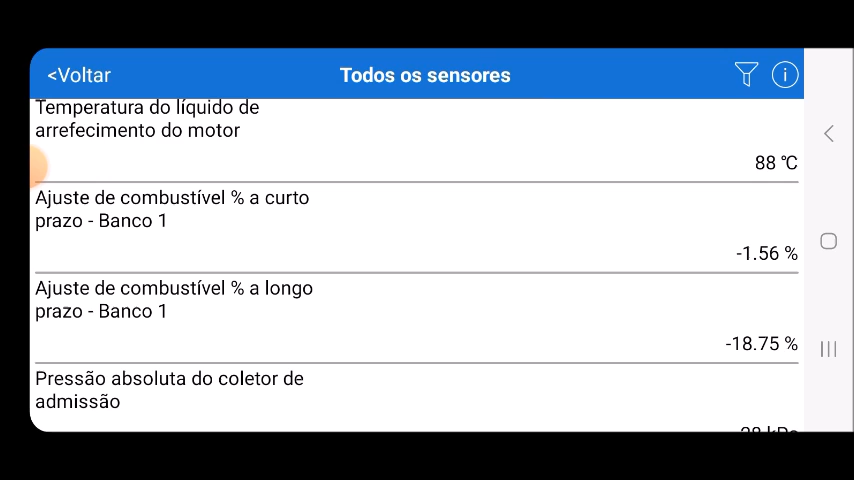 <Voltar
Todos os sensores
Temperatura do líquido de
arrefecimento do motor
88 °C
Ajuste de combustível % a curto
prazo - Banco 1
-1.56 %
Ajuste de combustível % a longo
prazo - Banco 1
-18.75 %
Pressão absoluta do coletor de
admissão